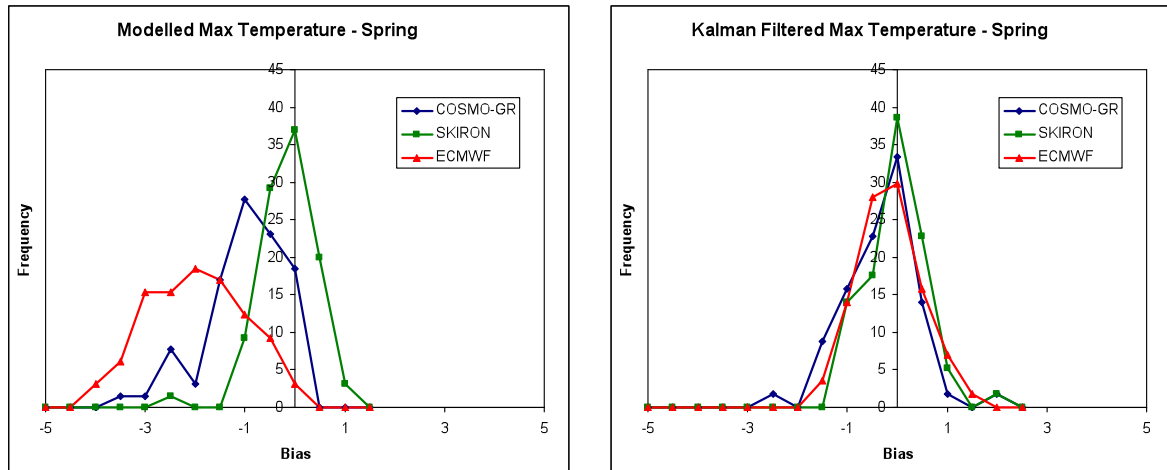 Modelled Max Temperature - Spring
45
40
35
30
25
20
15
10
5
0
-5
-3
-1
1
3
5
Frequency
Bias
COSMO-GR
SKIRON
ECMWF
Kalman Filtered Max Temperature - Spring
45
40
35
30
25
20
15
10
5
0
-5
-3
-1
1
3
5
Frequency
Bias
COSMO-GR
SKIRON
ECMWF